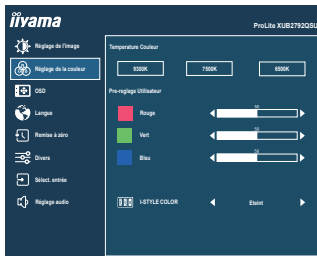 iiyama
ProLite XUB2792QSU
Réglage de l'image
Réglage de la couleur
OSD
Langus
Remise à zéro
Divers
Sélect. entrée
Réglage audio
Temperature Couleur
9300K 7500K 6500K
Pre-reglage Utilisateur
Rouge 50
Vert 50
Bleu 50
I-STYLE COLOR Eteint